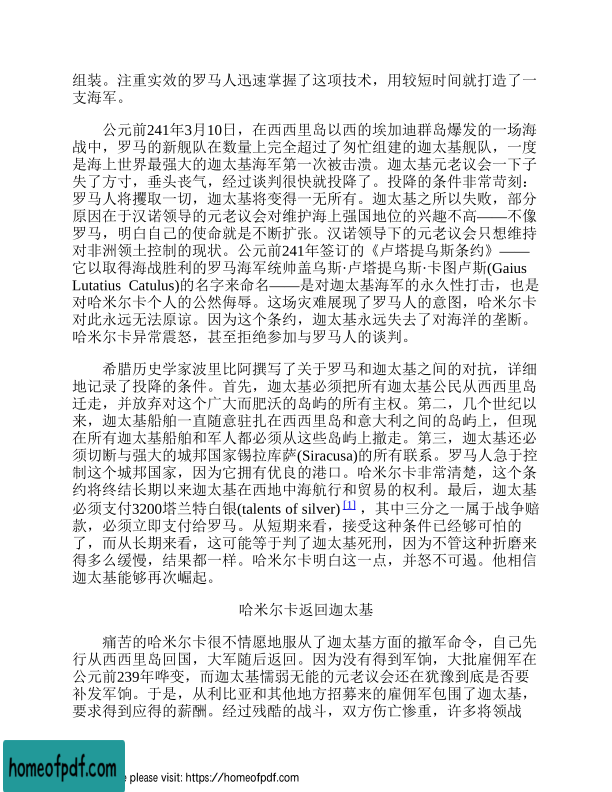 组装。注重实效的罗马人迅速掌握了这项技术，用较短时间就打造了一
支海军。
公元前241年3月10日，在西西里岛以西的埃加迪群岛爆发的一场海
战中，罗马的新舰队在数量上完全超过了匆忙组建的迦太基舰队，一度
是海上世界最强大的迦太基海军第一次被击溃。迦太基元老议会一下子
失了方寸，垂头丧气，经过谈判很快就投降了。投降的条件非常苛刻：
罗马人将攫取一切，迦太基将变得一无所有。迦太基之所以失败，部分
原因在于汉诺领导的元老议会对维护海上强国地位的兴趣不高——不像
罗马，明白自己的使命就是不断扩张。汉诺领导下的元老议会只想维持
对非洲领土控制的现状。公元前241年签订的《卢塔提乌斯条约》——
它以取得海战胜利的罗马海军统帅盖乌斯·卢塔提乌斯·卡图卢斯(Gaius
Lutatius Catulus)的名字来命名——是对迦太基海军的永久性打击，也是
对哈米尔卡个人的公然侮辱。这场灾难展现了罗马人的意图，哈米尔卡
对此永远无法原谅。因为这个条约，迦太基永远失去了对海洋的垄断。
哈米尔卡异常震怒，甚至拒绝参加与罗马人的谈判。
希腊历史学家波里比阿撰写了关于罗马和迦太基之间的对抗，详细
地记录了投降的条件。首先，迦太基必须把所有迦太基公民从西西里岛
迁走，并放弃对这个广大而肥沃的岛屿的所有主权。第二，几个世纪以
来，迦太基船舶一直随意驻扎在西西里岛和意大利之间的岛屿上，但现
在所有迦太基船舶和军人都必须从这些岛屿上撤走。第三，迦太基还必
须切断与强大的城邦国家锡拉库萨(Siracusa)的所有联系。罗马人急于控
制这个城邦国家，因为它拥有优良的港口。哈米尔卡非常清楚，这个条
约将终结长期以来迦太基在西地中海航行和贸易的权利。最后，迦太基
必须支付3200塔兰特白银(talents of silver) [1] ，其中三分之一属于战争赔
款，必须立即支付给罗马。从短期来看，接受这种条件已经够可怕的
了，而从长期来看，这可能等于判了迦太基死刑，因为不管这种折磨来
得多么缓慢，结果都一样。哈米尔卡明白这一点，并怒不可遏。他相信
迦太基能够再次崛起。
哈米尔卡返回迦太基
痛苦的哈米尔卡很不情愿地服从了迦太基方面的撤军命令，自己先
行从西西里岛回国，大军随后返回。因为没有得到军饷，大批雇佣军在
公元前239年哗变，而迦太基懦弱无能的元老议会还在犹豫到底是否要
补发军饷。于是，从利比亚和其他地方招募来的雇佣军包围了迦太基，
要求得到应得的薪酬。经过残酷的战斗，双方伤亡惨重，许多将领战
homeofpdf.com
e please visit: https://homeofpdf.com